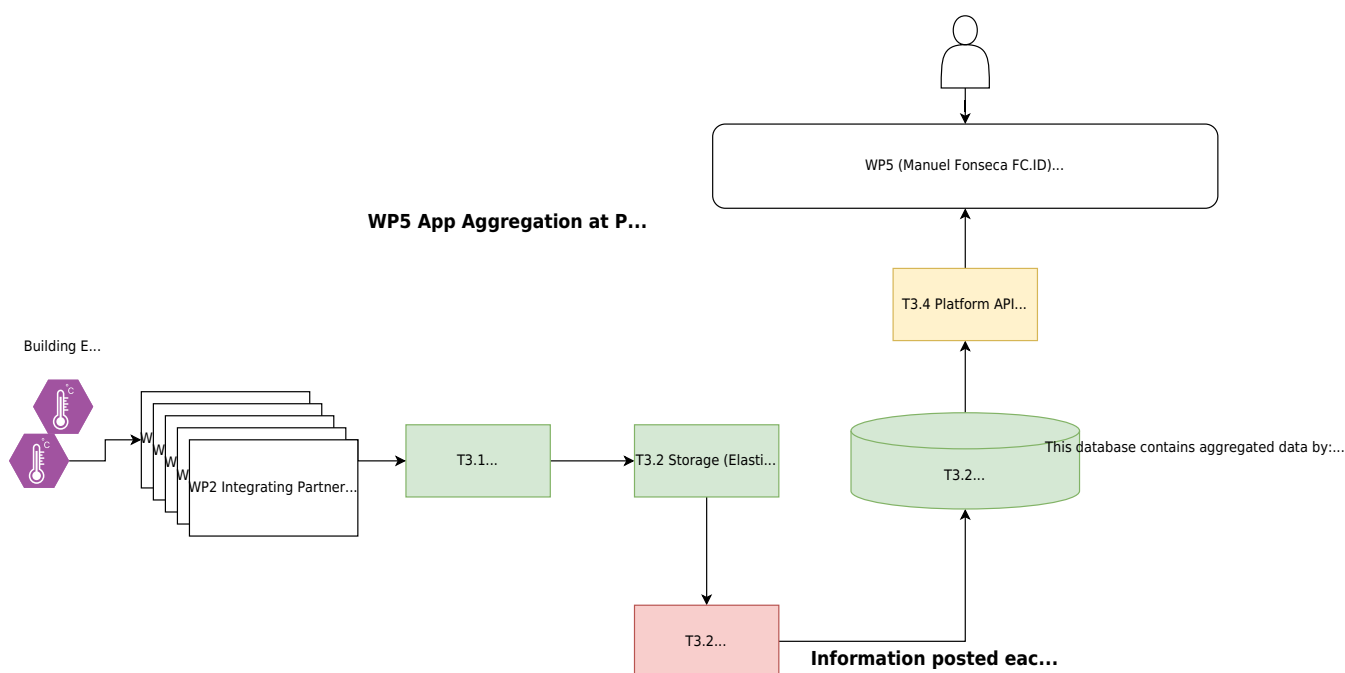 WP5 (Manuel Fonseca FC.ID)...
WP5 App Aggregation at P...
T3.4 Platform API...
Building E...
°C
°C
W
W
W
W
WP2 Integrating Partner...
T3.1...
T3.2 Storage (Elasti...
This database contains aggregated data by:...
T3.2...
T3.2...
Information posted eac...